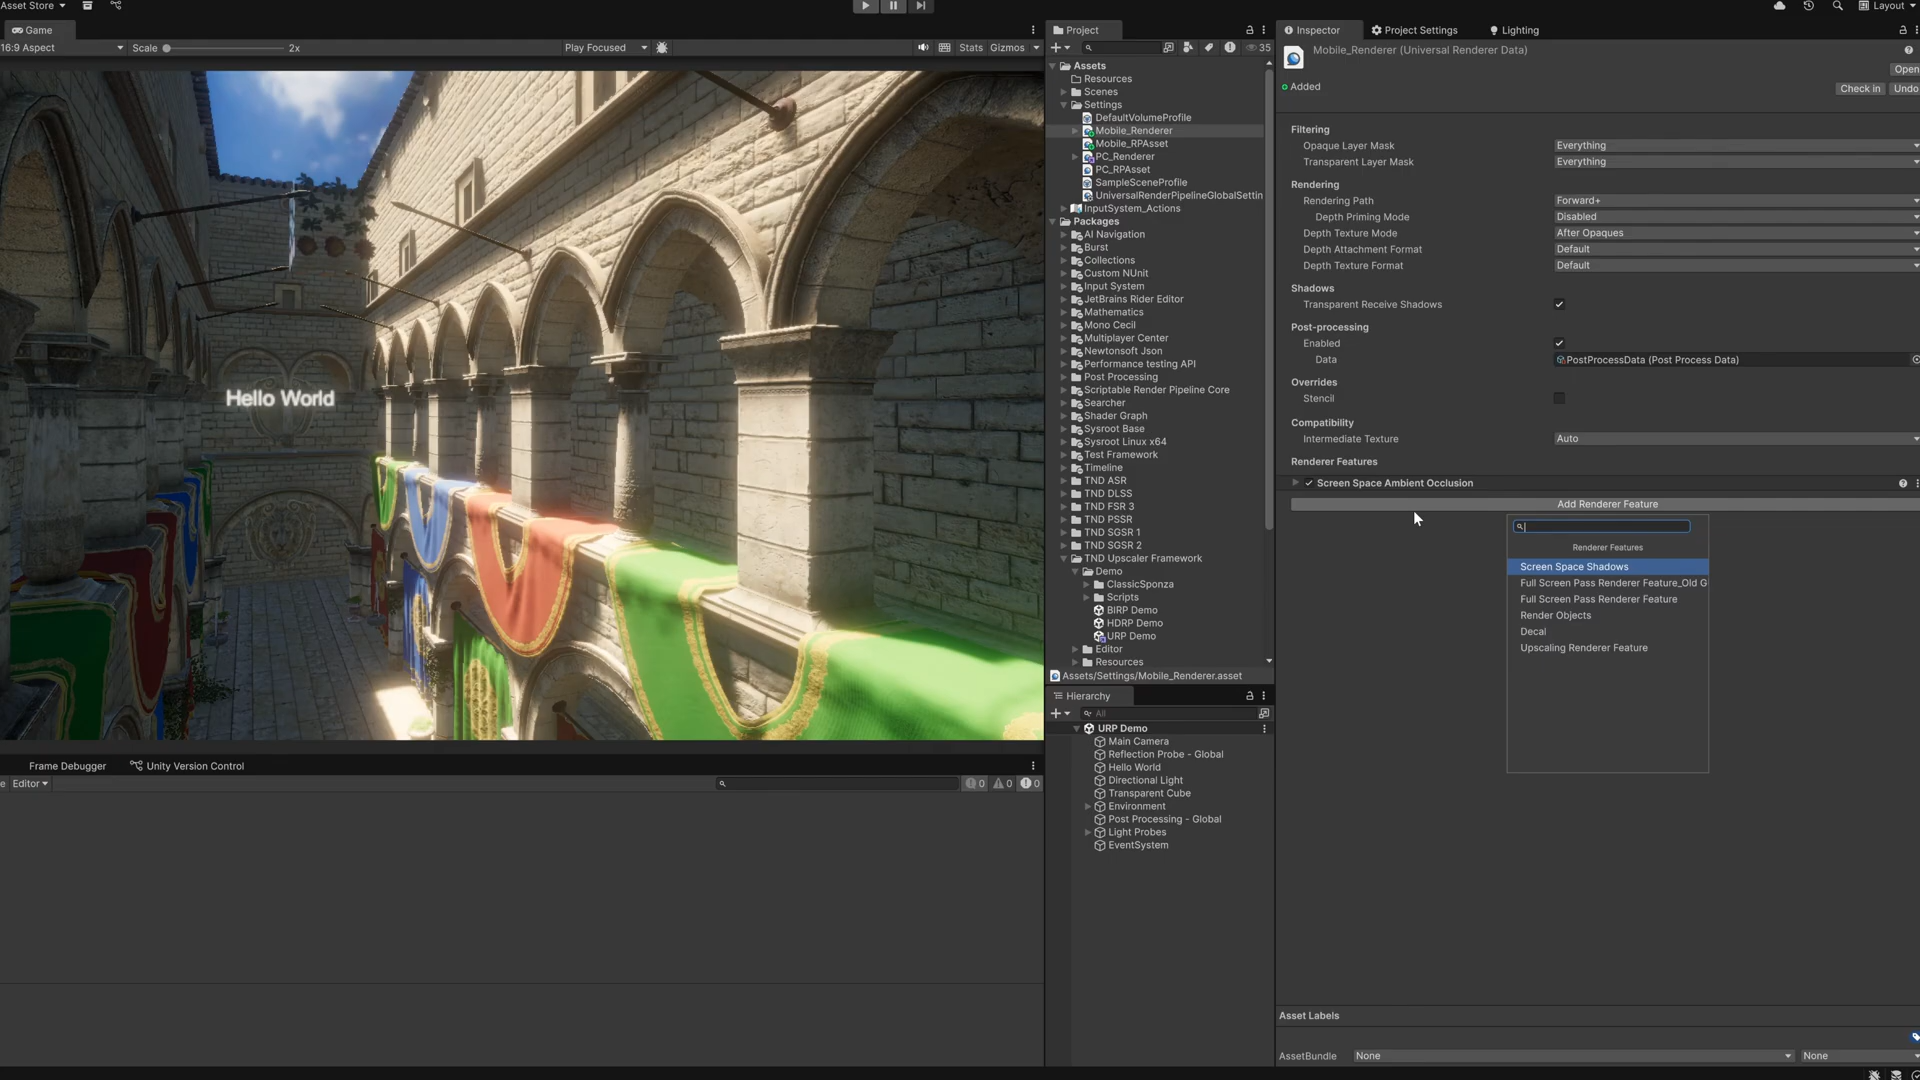 Asset Store
Layout
Game
16:9 Aspect
Scale
2x
Play Focused
Stats
Gizmos
Hello World
Frame Debugger
Unity Version Control
Editor
0
0
0
Project
35
Assets
Resources
Scenes
Settings
DefaultVolumeProfile
Mobile_Renderer
Mobile_RPAsset
PC_Renderer
PC_RPAsset
SampleSceneProfile
UniversalRenderPipelineGlobalSettin
InputSystem_Actions
Packages
AI Navigation
Burst
Collections
Custom NUnit
Input System
JetBrains Rider Editor
Mathematics
Mono Cecil
Multiplayer Center
Newtonsoft Json
Performance testing API
Post Processing
Scriptable Render Pipeline Core
Searcher
Shader Graph
Sysroot Base
Sysroot Linux x64
Test Framework
Timeline
TND ASR
TND DLSS
TND FSR 3
TND PSSR
TND SGSR 1
TND SGSR 2
TND Upscaler Framework
Demo
ClassicSponza
Scripts
BIRP Demo
HDRP Demo
URP Demo
Editor
Resources
Assets/Settings/Mobile_Renderer.asset
Hierarchy
All
URP Demo
Main Camera
Reflection Probe - Global
Hello World
Directional Light
Transparent Cube
Environment
Post Processing - Global
Light Probes
EventSystem
Inspector
Project Settings
Lighting
Mobile_Renderer (Universal Renderer Data)
Open
Added
Check in
Undo
Filtering
Opaque Layer Mask
Everything
Transparent Layer Mask
Everything
Rendering
Rendering Path
Forward+
Depth Priming Mode
Disabled
Depth Texture Mode
After Opaques
Depth Attachment Format
Default
Depth Texture Format
Default
Shadows
Transparent Receive Shadows
Post-processing
Enabled
Data
PostProcessData (Post Process Data)
Overrides
Stencil
Compatibility
Intermediate Texture
Auto
Renderer Features
Screen Space Ambient Occlusion
Add Renderer Feature
Renderer Features
Screen Space Shadows
Full Screen Pass Renderer Feature_Old G
Full Screen Pass Renderer Feature
Render Objects
Decal
Upscaling Renderer Feature
Asset Labels
AssetBundle
None
None